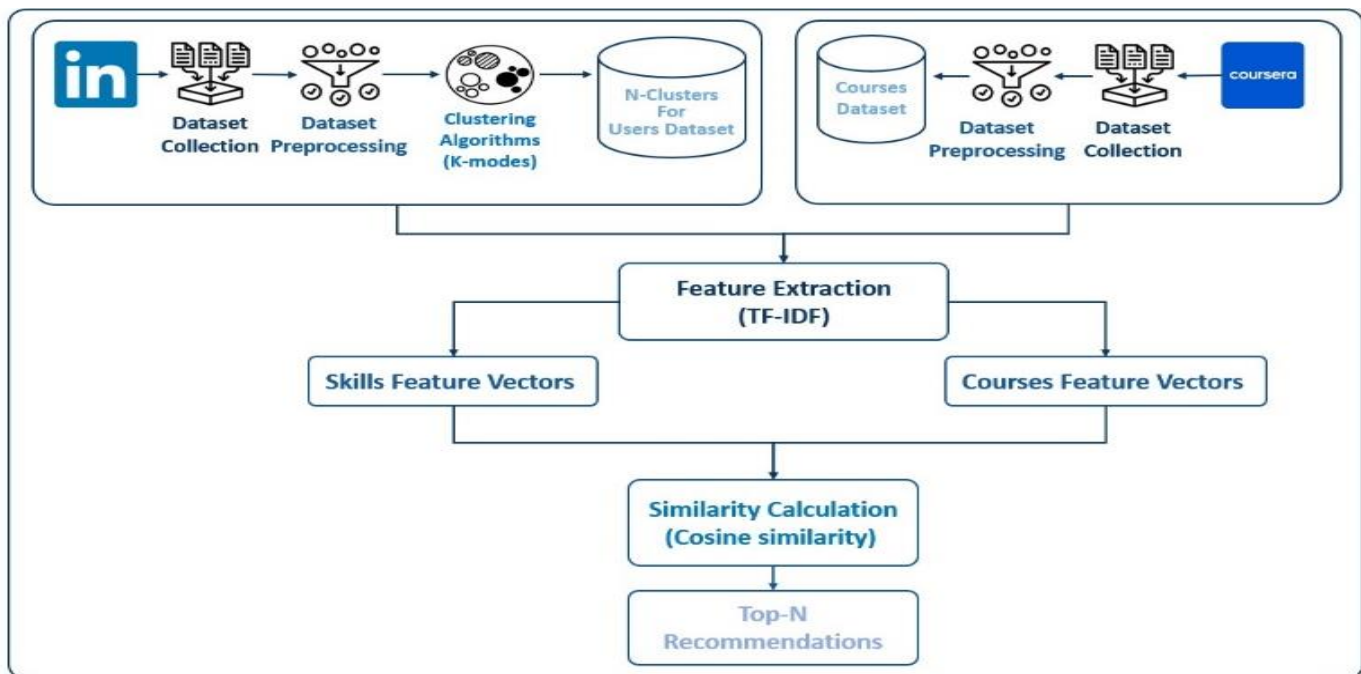 in
Dataset
Collection
Dataset
Preprocessing
Clustering
Algorithms
(K-modes)
N-Clusters
For
Users Dataset
Courses
Dataset
Dataset
Preprocessing
Dataset
Collection
coursera
Feature Extraction
(TF-IDF)
Skills Feature Vectors
Courses Feature Vectors
Similarity Calculation
(Cosine similarity)
Top-N
Recommendations